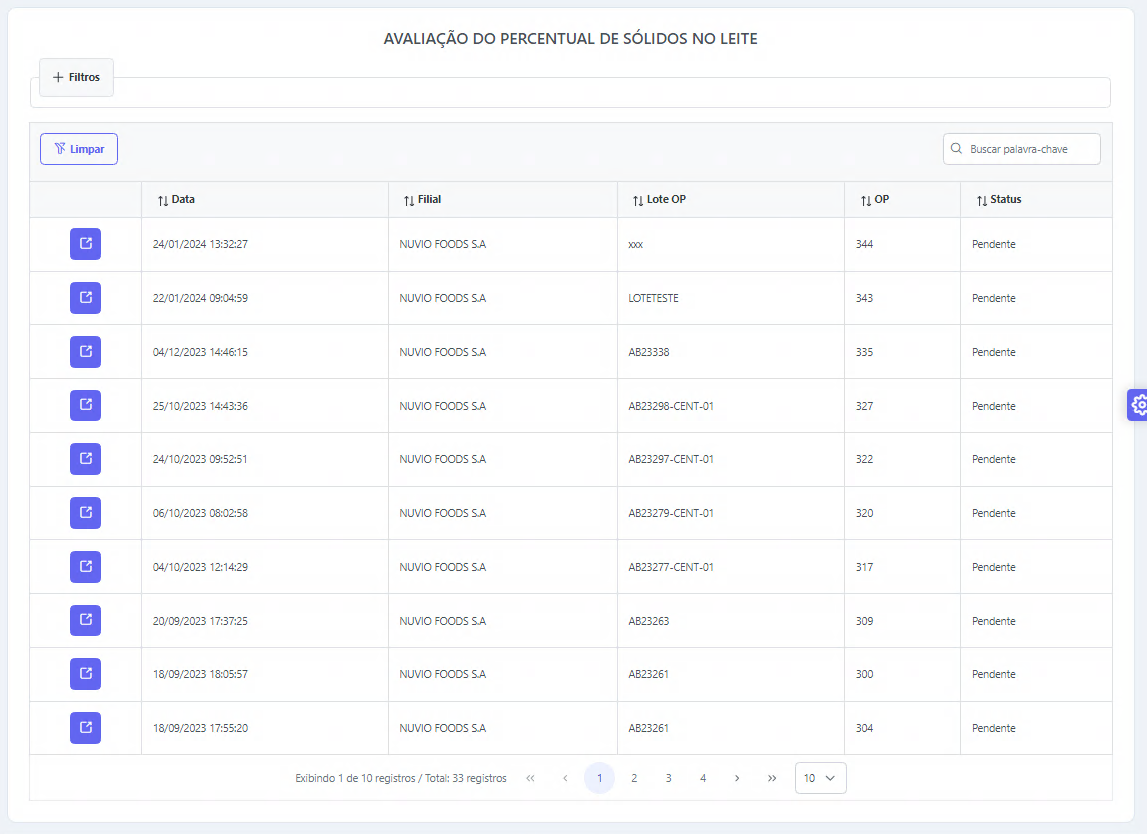 AVALIAÇÃO DO PERCENTUAL DE SÓLIDOS NO LEITE
Filtros
Limpar
Buscar palavra-chave
Data Filial Lote OP OP Status
24/01/2024 13:32:27 NUVIO FOODS S.A xxx 344 Pendente
22/01/2024 09:04:59 NUVIO FOODS S.A LOTETESTE 343 Pendente
04/12/2023 14:46:15 NUVIO FOODS S.A AB23338 335 Pendente
25/10/2023 14:43:36 NUVIO FOODS S.A AB23298-CENT-01 327 Pendente
24/10/2023 09:52:51 NUVIO FOODS S.A AB23297-CENT-01 322 Pendente
06/10/2023 08:02:58 NUVIO FOODS S.A AB23279-CENT-01 320 Pendente
04/10/2023 12:14:29 NUVIO FOODS S.A AB23277-CENT-01 317 Pendente
20/09/2023 17:37:25 NUVIO FOODS S.A AB23263 309 Pendente
18/09/2023 18:05:57 NUVIO FOODS S.A AB23261 300 Pendente
18/09/2023 17:55:20 NUVIO FOODS S.A AB23261 304 Pendente
Exibindo 1 de 10 registros / Total: 33 registros « ‹ 1 2 3 4 › » 10